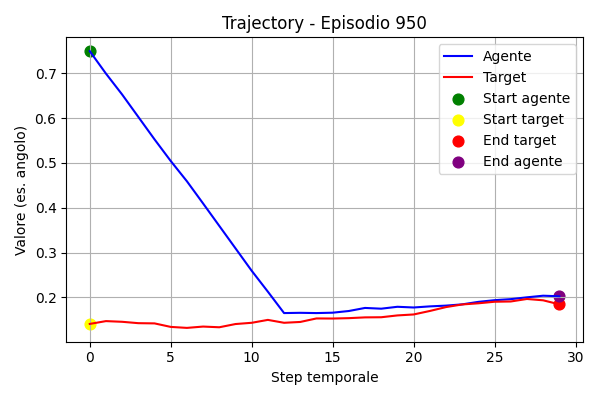 Trajectory - Episodio 950
Valore (es. angolo)
0.7
0.6
0.5
0.4
0.3
0.2
0
5
10
15
20
25
30
Step temporale
Agente
Target
Start agente
Start target
End target
End agente